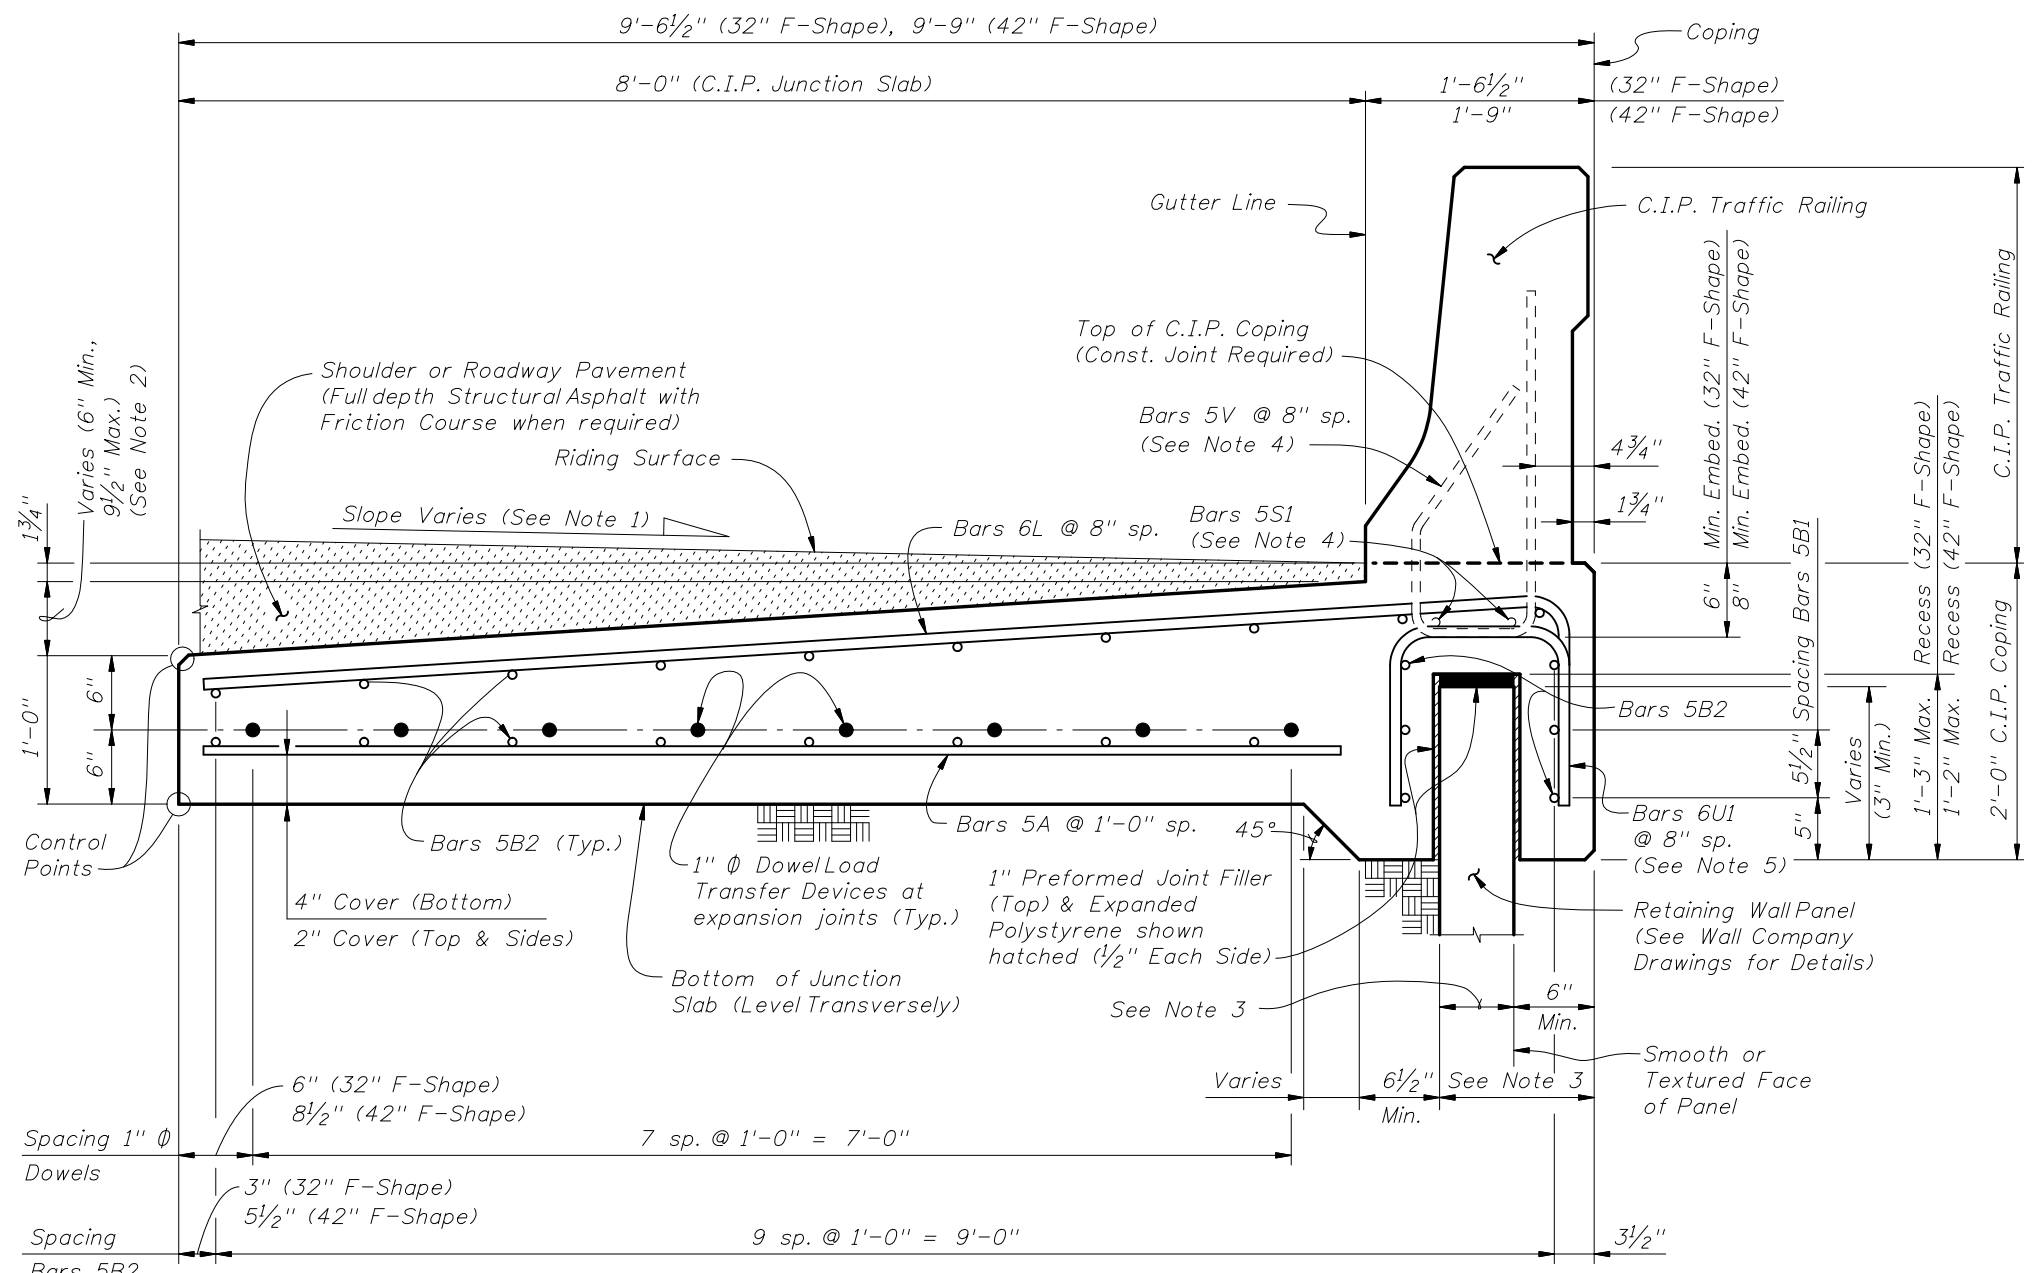 9'-6½" (32" F-Shape), 9'-9" (42" F-Shape)
Coping
8'-0" (C.I.P. Junction Slab)
1'-6½"
(32" F-Shape)
1'-9"
(42" F-Shape)
Gutter Line
C.I.P. Traffic Railing
Top of C.I.P. Coping
(Const. Joint Required)
Bars 5V @ 8" sp.
(See Note 4)
4¾"
1¾"
6" Min. Embed. (32" F-Shape)
8" Min. Embed. (42" F-Shape)
C.I.P. Traffic Railing
Varies (6" Min.,
9½" Max.)
(See Note 2)
1¾"
Shoulder or Roadway Pavement
(Full depth Structural Asphalt with
Friction Course when required)
Riding Surface
Slope Varies (See Note 1)
Bars 6L @ 8" sp.
Bars 5S1
(See Note 4)
1'-0"
6"
6"
Control
Points
Bars 5B2
5" 5½" Spacing Bars 5B1
Varies
(3" Min.)
1'-3" Max. Recess (32" F-Shape)
1'-2" Max. Recess (42" F-Shape)
2'-0" C.I.P. Coping
Bars 5B2 (Typ.)
Bars 5A @ 1'-0" sp.
45°
Bars 6U1
@ 8" sp.
(See Note 5)
1" ϕ Dowel Load
Transfer Devices at
expansion joints (Typ.)
1" Preformed Joint Filler
(Top) & Expanded
Polystyrene shown
hatched (½" Each Side)
4" Cover (Bottom)
2" Cover (Top & Sides)
Retaining Wall Panel
(See Wall Company
Drawings for Details)
Bottom of Junction
Slab (Level Transversely)
See Note 3
6"
Min.
Smooth or
Textured Face
of Panel
Varies
6½"
Min.
See Note 3
6" (32" F-Shape)
8½" (42" F-Shape)
Spacing 1" ϕ
Dowels
7 sp. @ 1'-0" = 7'-0"
3" (32" F-Shape)
5½" (42" F-Shape)
Spacing
Bars 5B2
9 sp. @ 1'-0" = 9'-0"
3½"